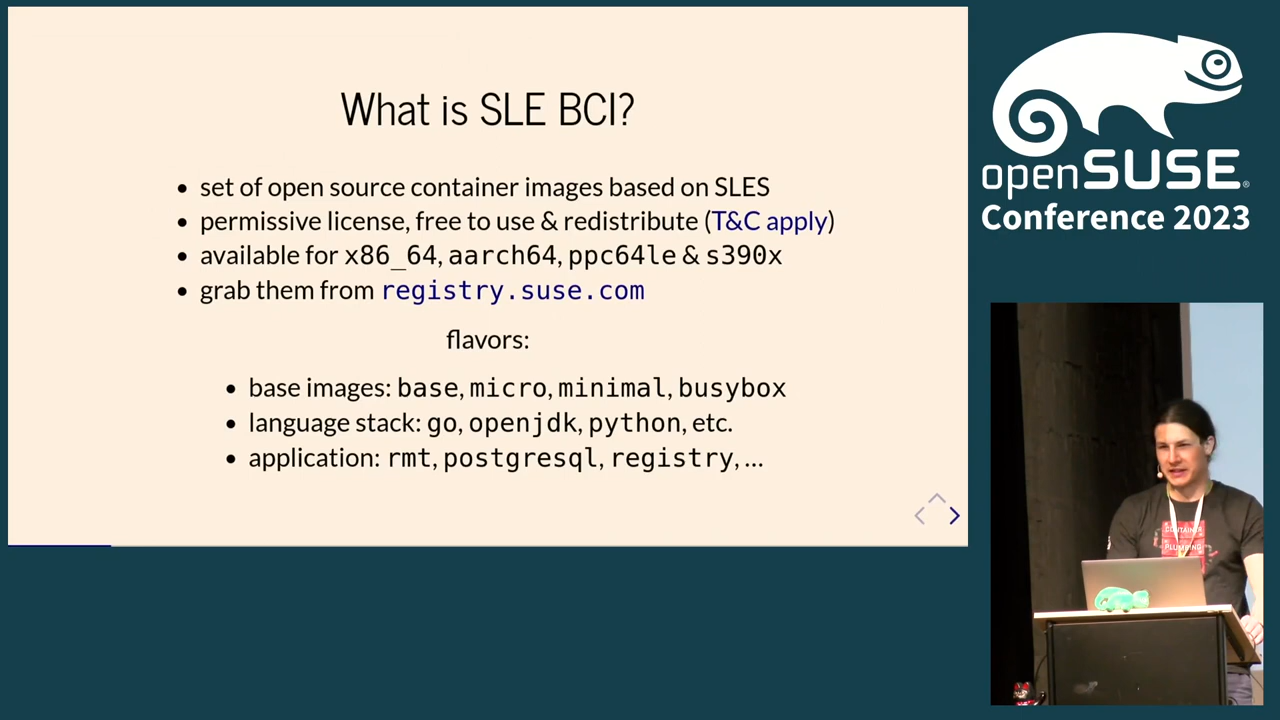 What is SLE BCI?
• set of open source container images based on SLES
• permissive license, free to use & redistribute (T&C apply)
• available for x86_64, aarch64, ppc64le & s390x
• grab them from registry.suse.com
flavors:
• base images: base, micro, minimal, busybox
• language stack: go, openjdk, python, etc.
• application: rmt, postgresql, registry, ...
openSUSE®
Conference 2023
CONTAINER
PLUMBING